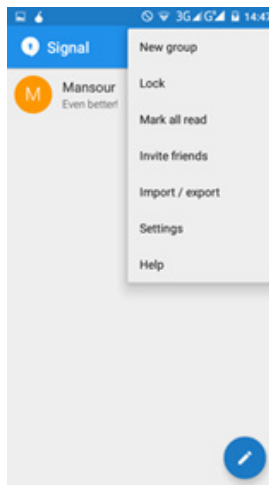 3G G 14:47
Signal
New group
M
Mansour
Even better!
Lock
Mark all read
Invite friends
Import / export
Settings
Help